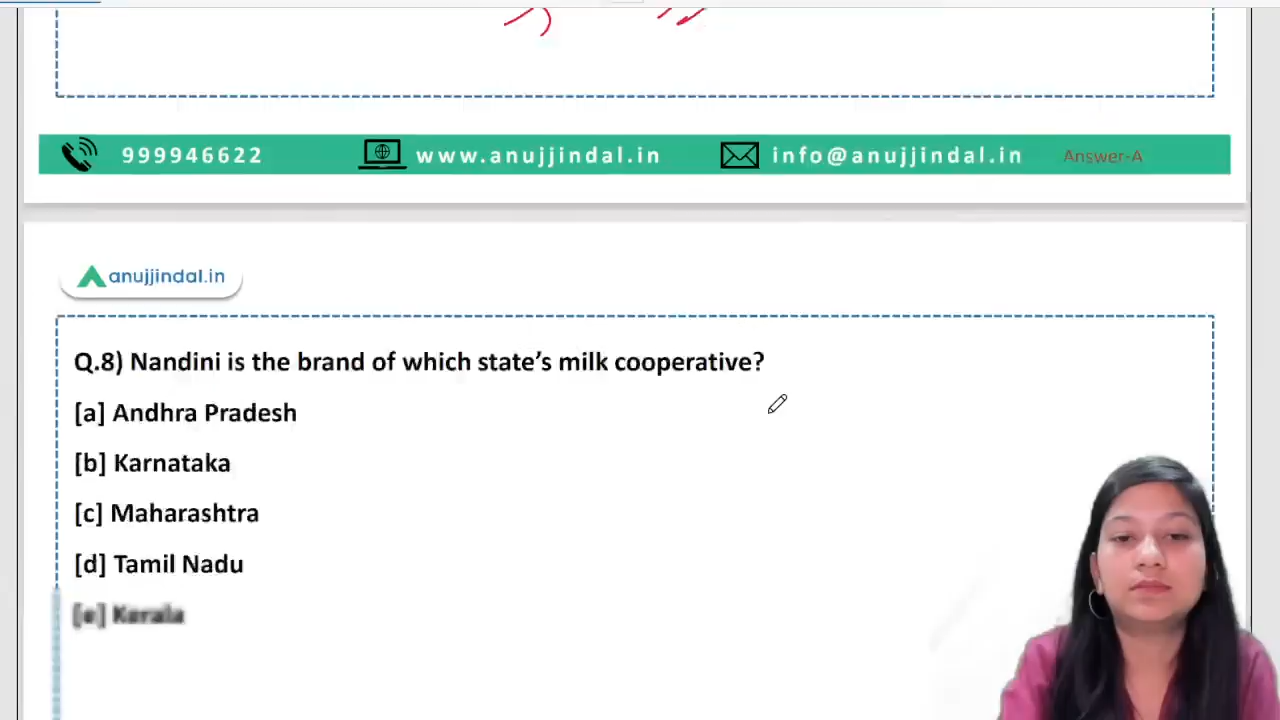 999946622 www.anujjindal.in info@anujjindal.in Answer-A
anujjindal.in
Q.8) Nandini is the brand of which state’s milk cooperative?
[a] Andhra Pradesh
[b] Karnataka
[c] Maharashtra
[d] Tamil Nadu
[e] Kerala